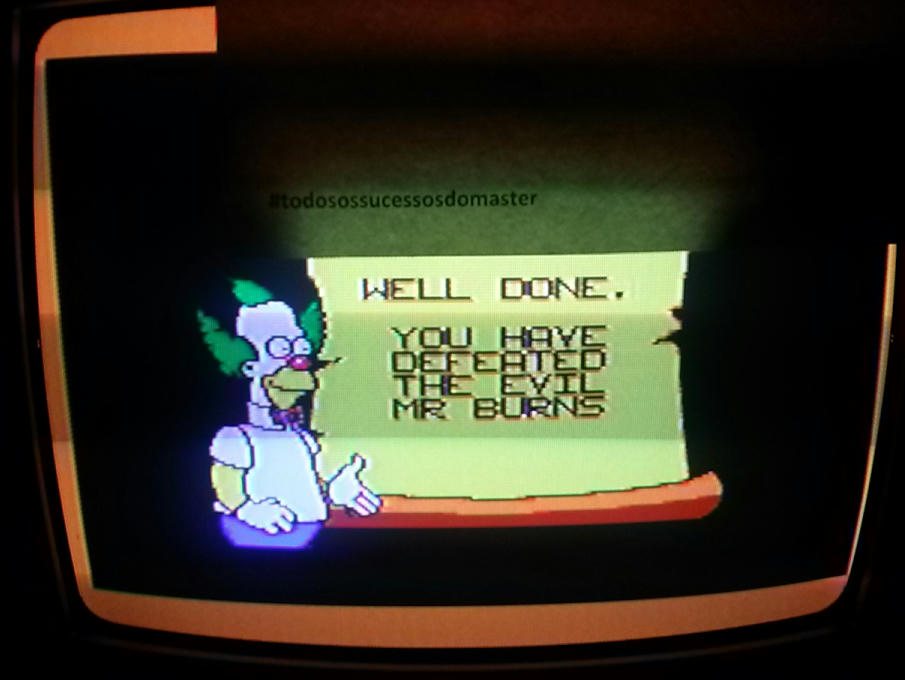 #todosossucessosdomaster
WELL DONE.
YOU HAVE
DEFEATED
THE EVIL
MR BURNS